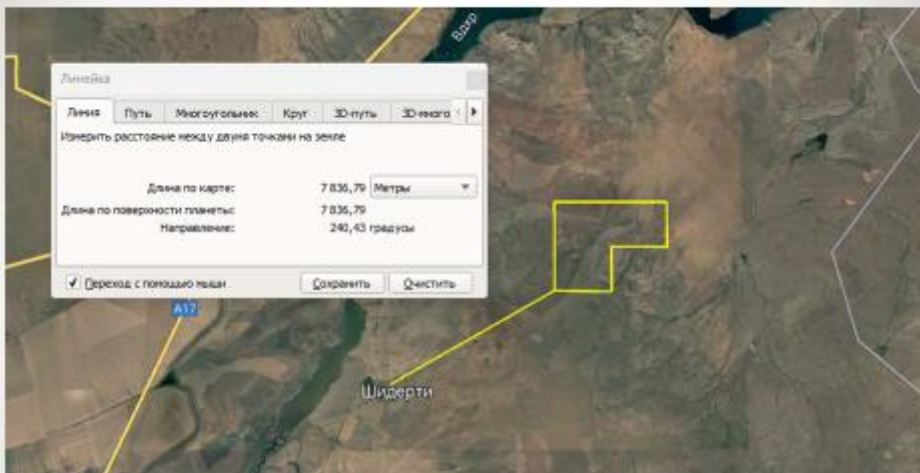 Вдхр
Линейка
Линия Путь Многоугольник Круг 3D-путь 3D-много
Измерить расстояние между двумя точками на земле
Длина по карте: 7 836,79 Метры
Длина по поверхности планеты: 7 836,79
Направление: 240,43 градусы
Переход с помощью мыши Сохранить Очистить
A17
Шидерти